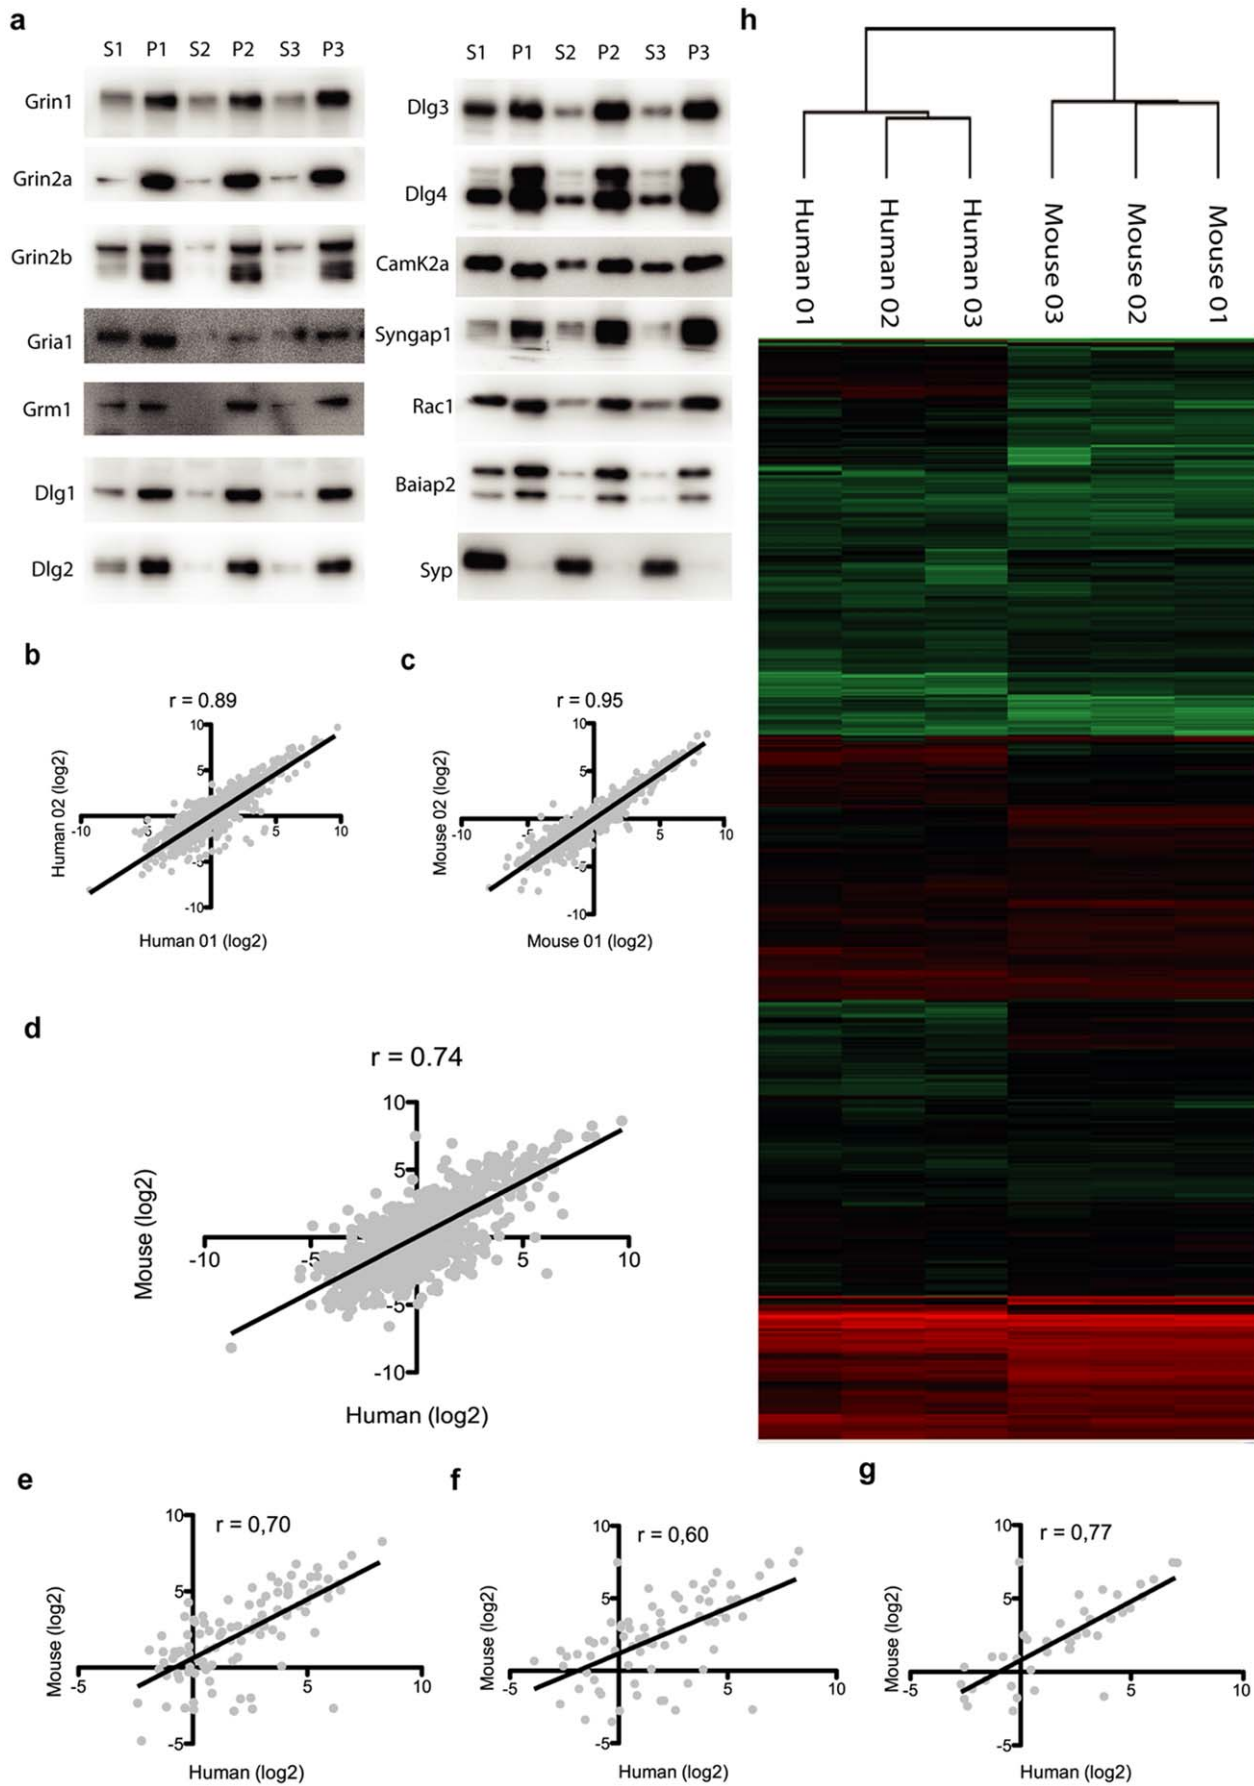 a
S1 P1 S2 P2 S3 P3
Grin1
Grin2a
Grin2b
Gria1
Grm1
Dlg1
Dlg2
S1 P1 S2 P2 S3 P3
Dlg3
Dlg4
CamK2a
Syngap1
Rac1
Baiap2
Syp
h
Human 01
Human 02
Human 03
Mouse 03
Mouse 02
Mouse 01
b
r = 0.89
10
5
-10
-5
5
10
-5
-10
Human 02 (log2)
Human 01 (log2)
c
r = 0.95
10
5
-10
-5
5
10
-5
-10
Mouse 02 (log2)
Mouse 01 (log2)
d
r = 0.74
10
5
-10
-5
5
10
-5
-10
Mouse (log2)
Human (log2)
e
r = 0,70
10
5
5
10
-5
Mouse (log2)
Human (log2)
f
r = 0,60
10
5
-5
5
10
-5
Mouse (log2)
Human (log2)
g
r = 0,77
10
5
-5
5
10
-5
Mouse (log2)
Human (log2)